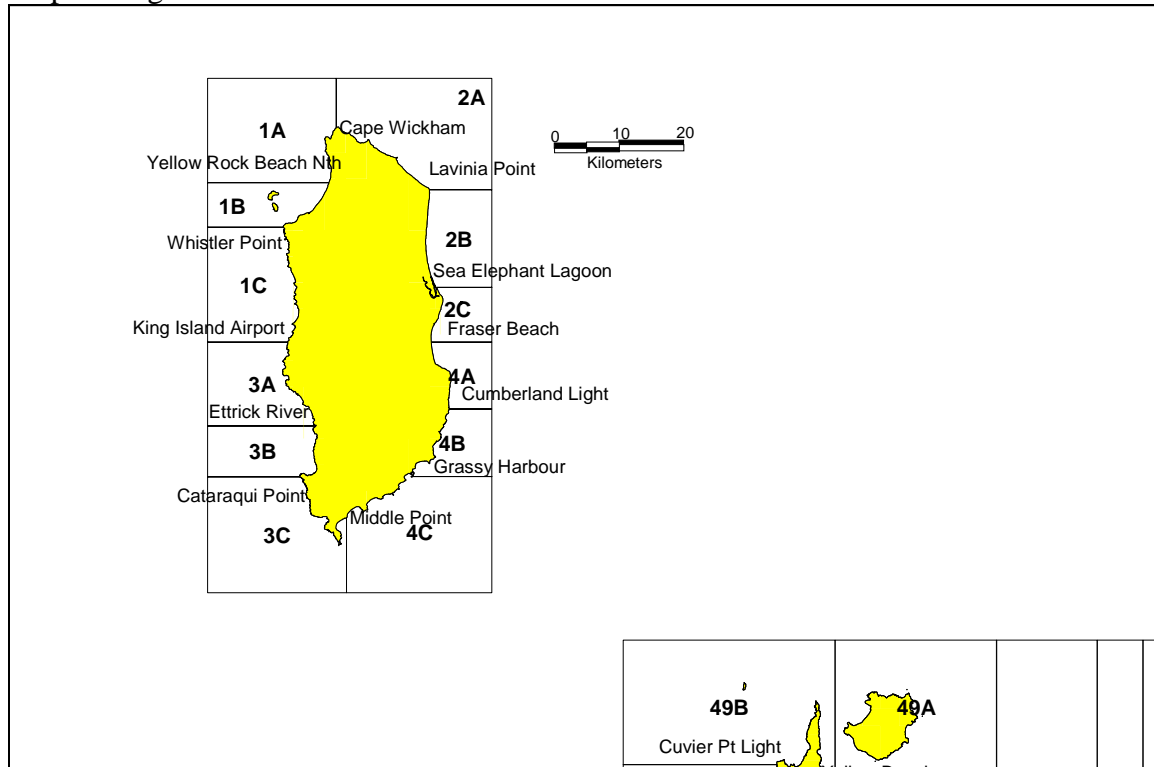 2A
1A
Cape Wickham
0 10 20
Kilometers
Yellow Rock Beach Nth
Lavinia Point
1B
Whistler Point
2B
Sea Elephant Lagoon
1C
2C
King Island Airport
Fraser Beach
3A
4A
Cumberland Light
Ettrick River
3B
4B
Grassy Harbour
Cataraqui Point
Middle Point
3C
4C
49B
49A
Cuvier Pt Light